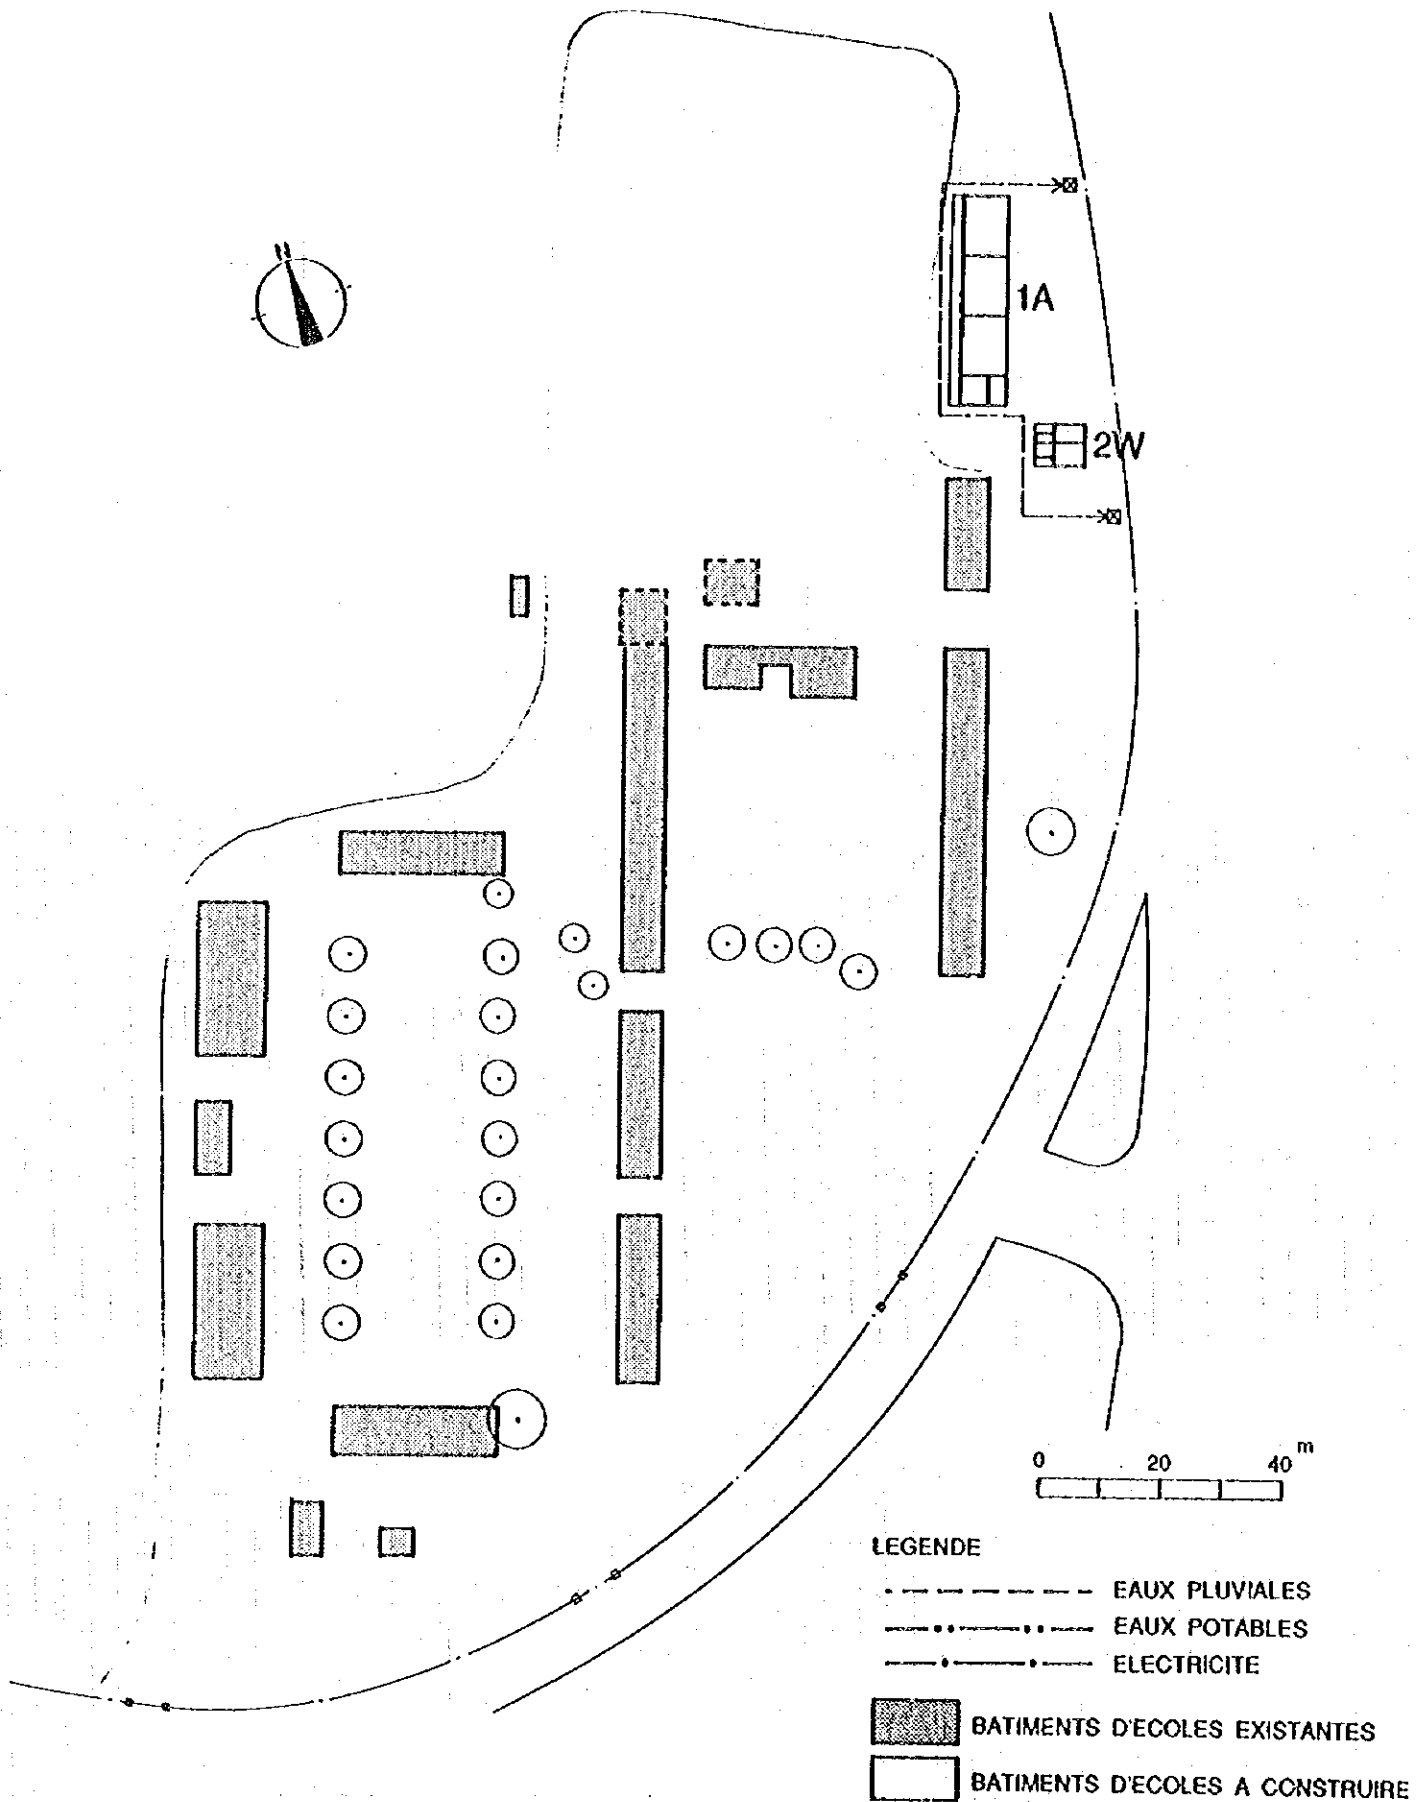 1A
2W
0 20 40 m
LEGENDE
EAUX PLUVIALES
EAUX POTABLES
ELECTRICITE
BATIMENTS D'ECOLES EXISTANTES
BATIMENTS D'ECOLES A CONSTRUIRE